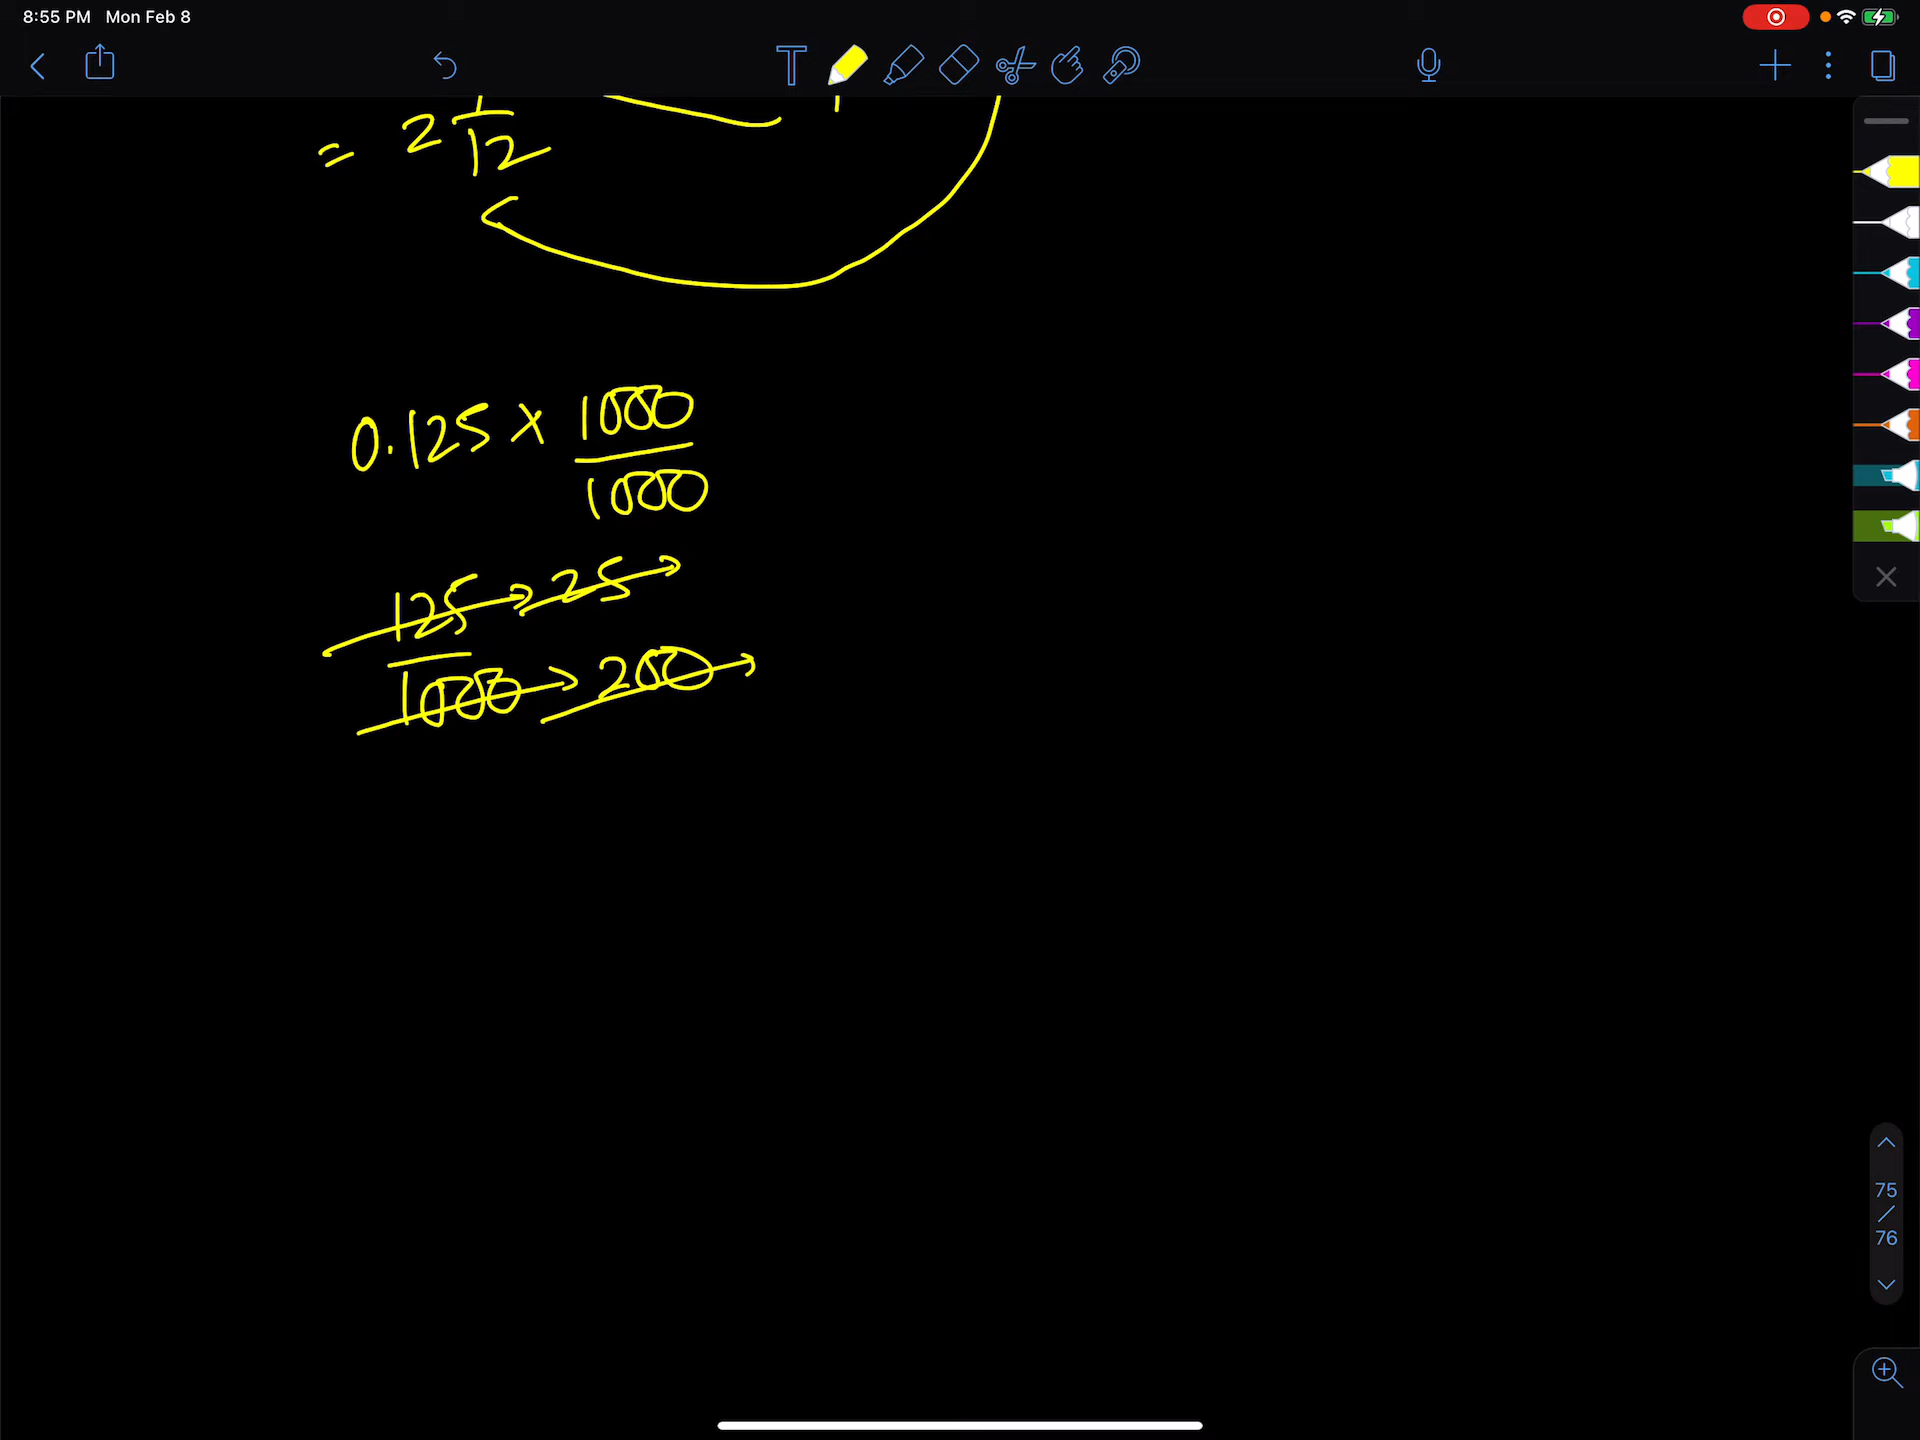 8:55 PM Mon Feb 8
T
= 2 1/12
0.125 × 1000/1000
125 → 25 →
1000 → 200 →
75
/
76